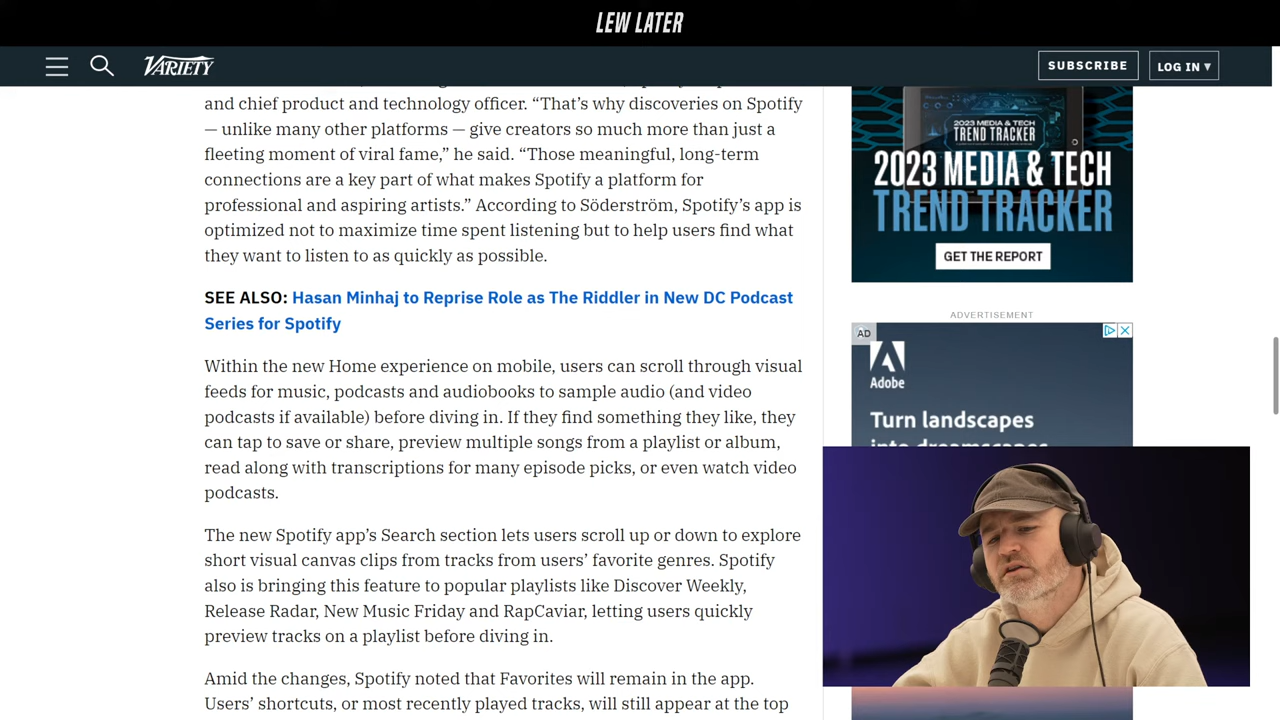 LEW LATER
VARIETY
SUBSCRIBE
LOG IN ▾
and chief product and technology officer. “That’s why discoveries on Spotify
— unlike many other platforms — give creators so much more than just a
fleeting moment of viral fame,” he said. “Those meaningful, long-term
connections are a key part of what makes Spotify a platform for
professional and aspiring artists.” According to Söderström, Spotify’s app is
optimized not to maximize time spent listening but to help users find what
they want to listen to as quickly as possible.
SEE ALSO: Hasan Minhaj to Reprise Role as The Riddler in New DC Podcast
Series for Spotify
Within the new Home experience on mobile, users can scroll through visual
feeds for music, podcasts and audiobooks to sample audio (and video
podcasts if available) before diving in. If they find something they like, they
can tap to save or share, preview multiple songs from a playlist or album,
read along with transcriptions for many episode picks, or even watch video
podcasts.
The new Spotify app’s Search section lets users scroll up or down to explore
short visual canvas clips from tracks from users’ favorite genres. Spotify
also is bringing this feature to popular playlists like Discover Weekly,
Release Radar, New Music Friday and RapCaviar, letting users quickly
preview tracks on a playlist before diving in.
Amid the changes, Spotify noted that Favorites will remain in the app.
Users’ shortcuts, or most recently played tracks, will still appear at the top
2023 MEDIA & TECH
TREND TRACKER
2023 MEDIA & TECH
TREND TRACKER
GET THE REPORT
ADVERTISEMENT
AD
Adobe
Turn landscapes
into dreamscapes